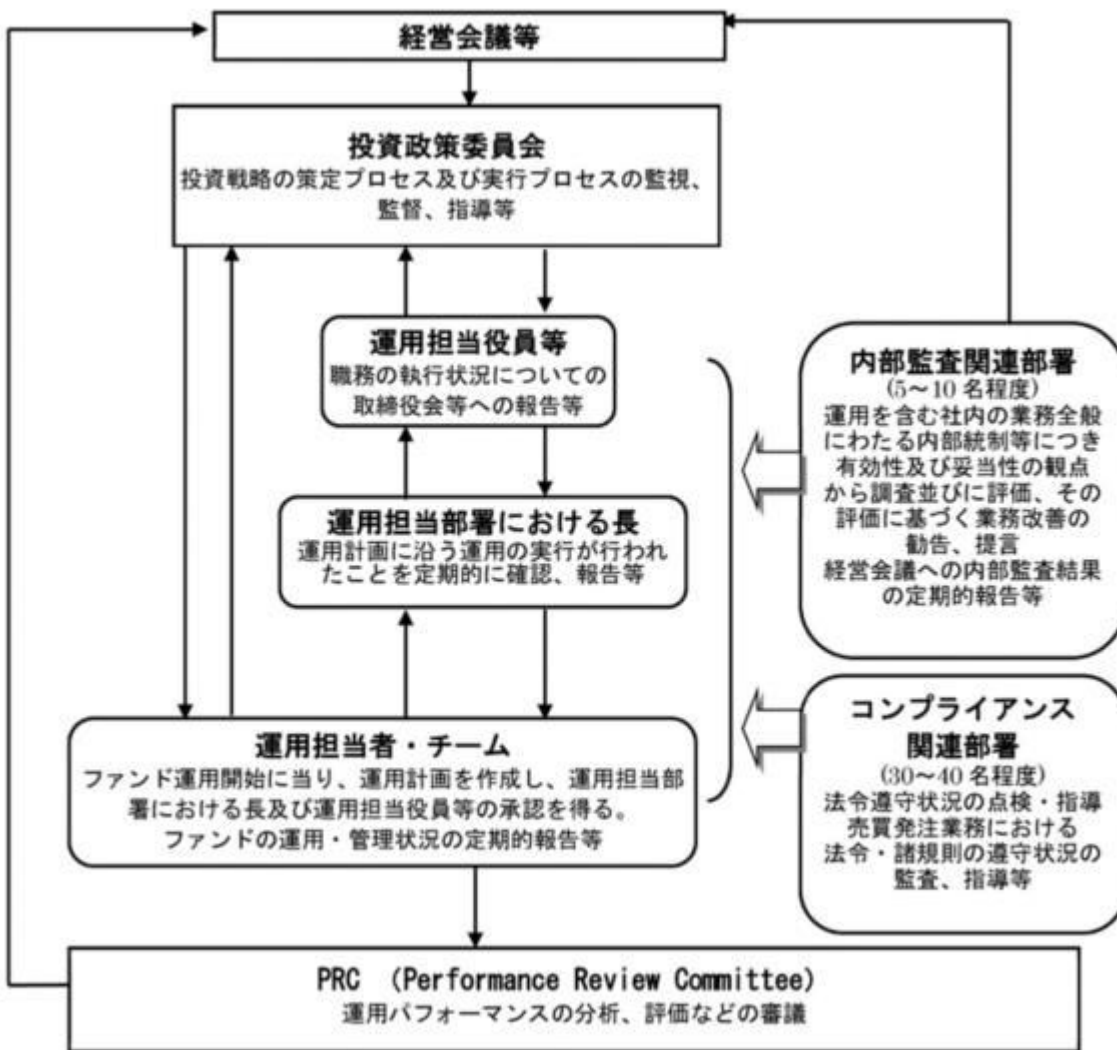 経営会議等
投資政策委員会
投資戦略の策定プロセス及び実行プロセスの監視、
監督、指導等
運用担当役員等
職務の執行状況についての
取締役会等への報告等
運用担当部署における長
運用計画に沿う運用の実行が行われ
たことを定期的に確認、報告等
運用担当者・チーム
ファンド運用開始に当り、運用計画を作成し、運用担当部
署における長及び運用担当役員等の承認を得る。
ファンドの運用・管理状況の定期的報告等
内部監査関連部署
(5～10 名程度)
運用を含む社内の業務全般
にわたる内部統制等につき
有効性及び妥当性の観点
から調査並びに評価、その
評価に基づく業務改善の
勧告、提言
経営会議への内部監査結果
の定期的報告等
コンプライアンス
関連部署
(30～40 名程度)
法令遵守状況の点検・指導
売買発注業務における
法令・諸規則の遵守状況の
監査、指導等
PRC (Performance Review Committee)
運用パフォーマンスの分析、評価などの審議